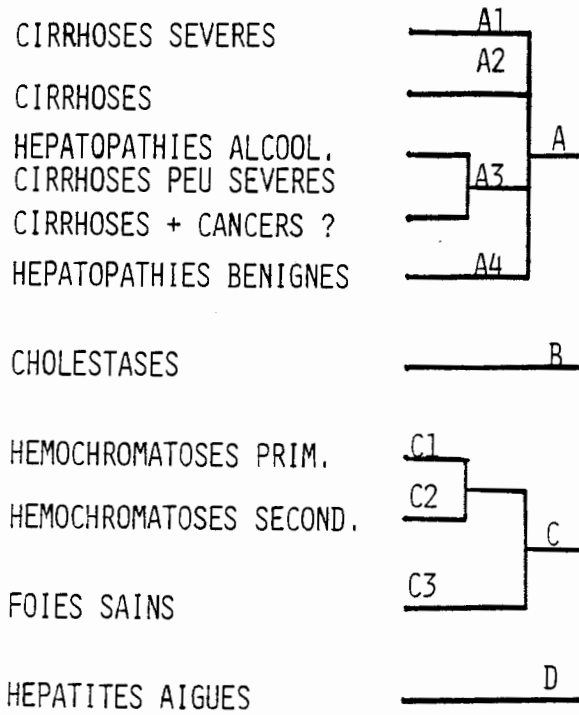 CIRRHOSES SEVERES A1
A2
CIRRHOSES
A
HEPATOPATHIES ALCOOL.
CIRRHOSES PEU SEVERES A3
CIRRHOSES + CANCERS ?
HEPATOPATHIES BENIGNES A4
CHOLESTASES B
HEMOCHROMATOSES PRIM. C1
HEMOCHROMATOSES SECOND. C2
C
FOIES SAINS C3
HEPATITES AIGUES D